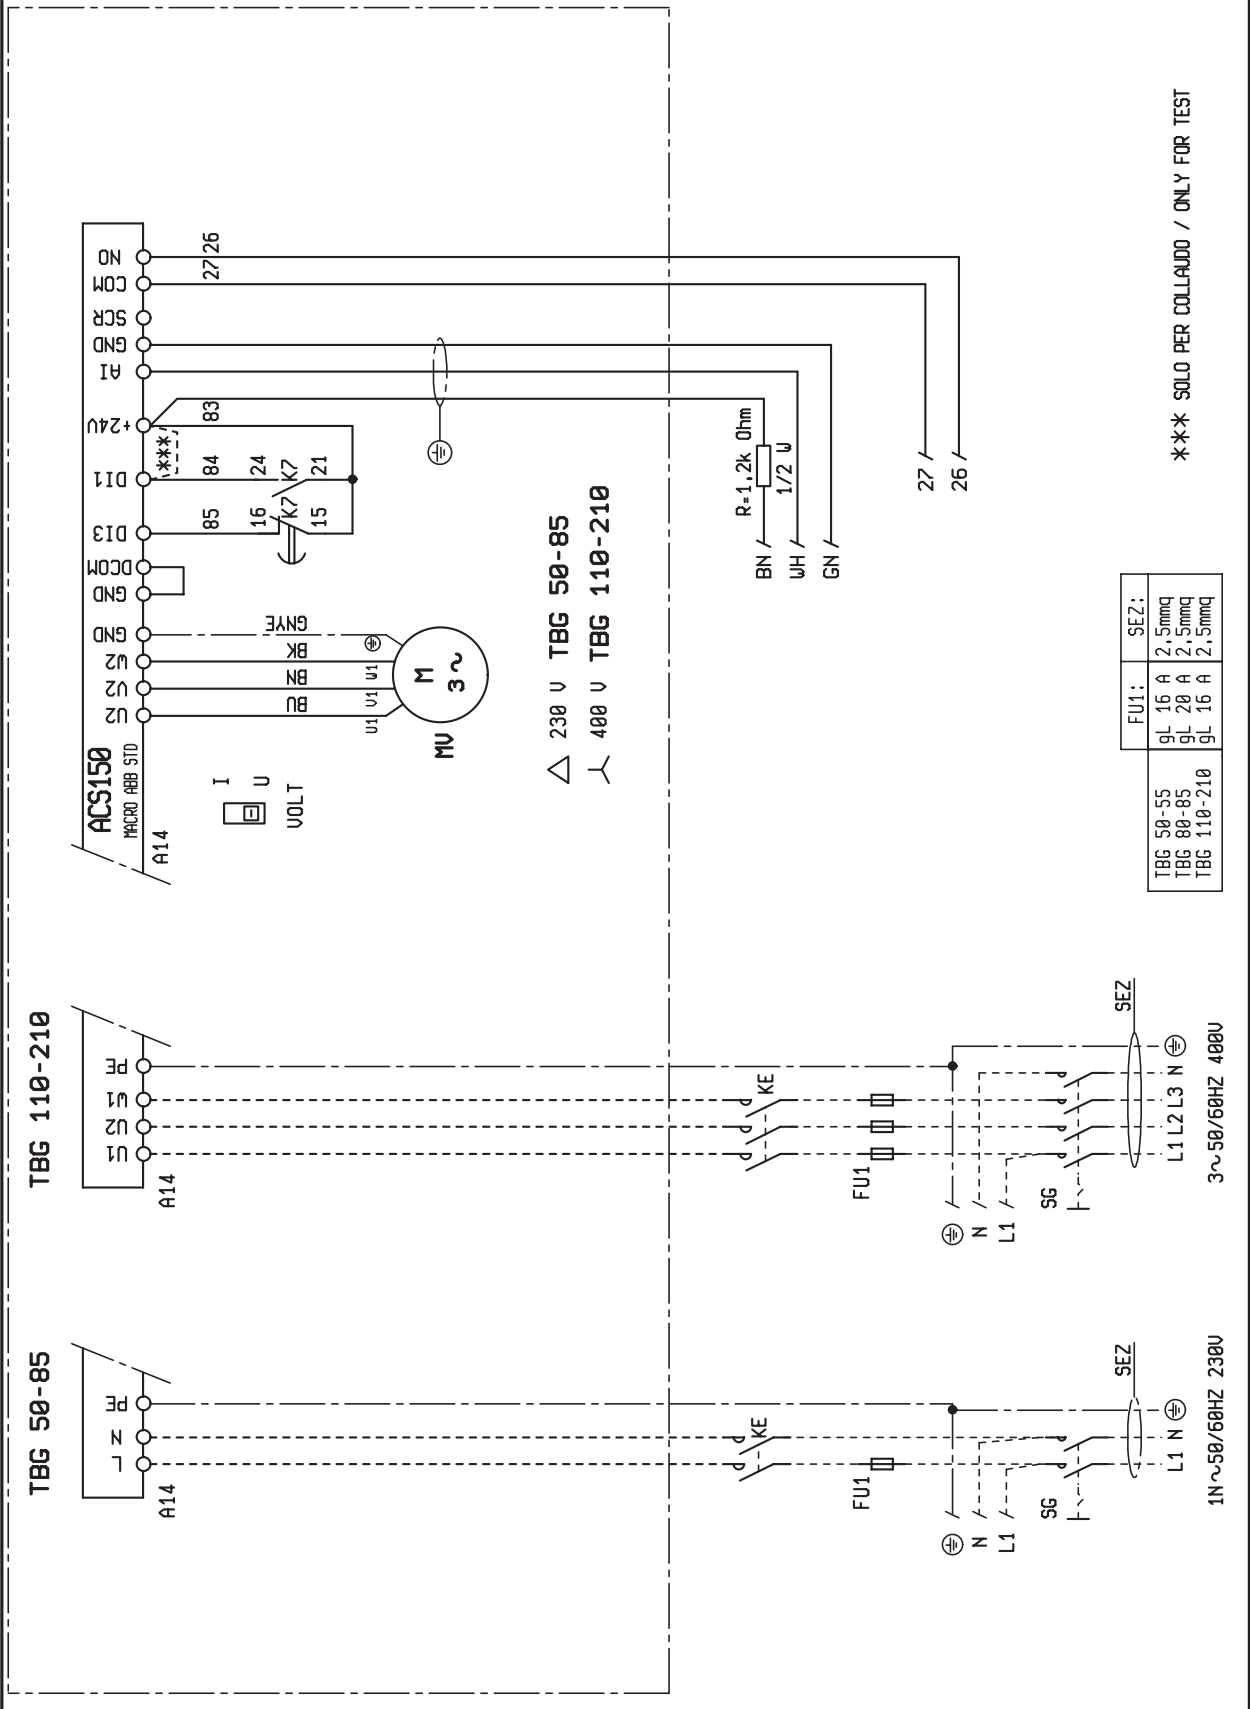 TBG 50-85
L
N
PE
A14
KE
FU1
N
L1
SG
SEZ
L1 N
1N~50/60HZ 230V
TBG 110-210
U1
U2
W1
PE
A14
KE
FU1
N
L1
SG
SEZ
L1 L2 L3 N
3~50/60HZ 400V
ACS150
MACRO ABB STD
A14
U2
V2
W2
GND
GND
DCOM
DI3
DI1
+24V
AI
GND
SCR
COM
NO
I
U
VOLT
BU
BN
BK
GNYE
U1
V1
W1
M
3~
MV
85
16
K7
15
84
24
K7
21
83
***
27
26
230 V TBG 50-85
400 V TBG 110-210
R=1,2k Ohm
1/2 W
BN
WH
GN
27
26
FU1: SEZ:
TBG 50-55 gL 16 A 2,5mmq
TBG 80-85 gL 20 A 2,5mmq
TBG 110-210 gL 16 A 2,5mmq
*** SOLO PER COLLAUDO / ONLY FOR TEST